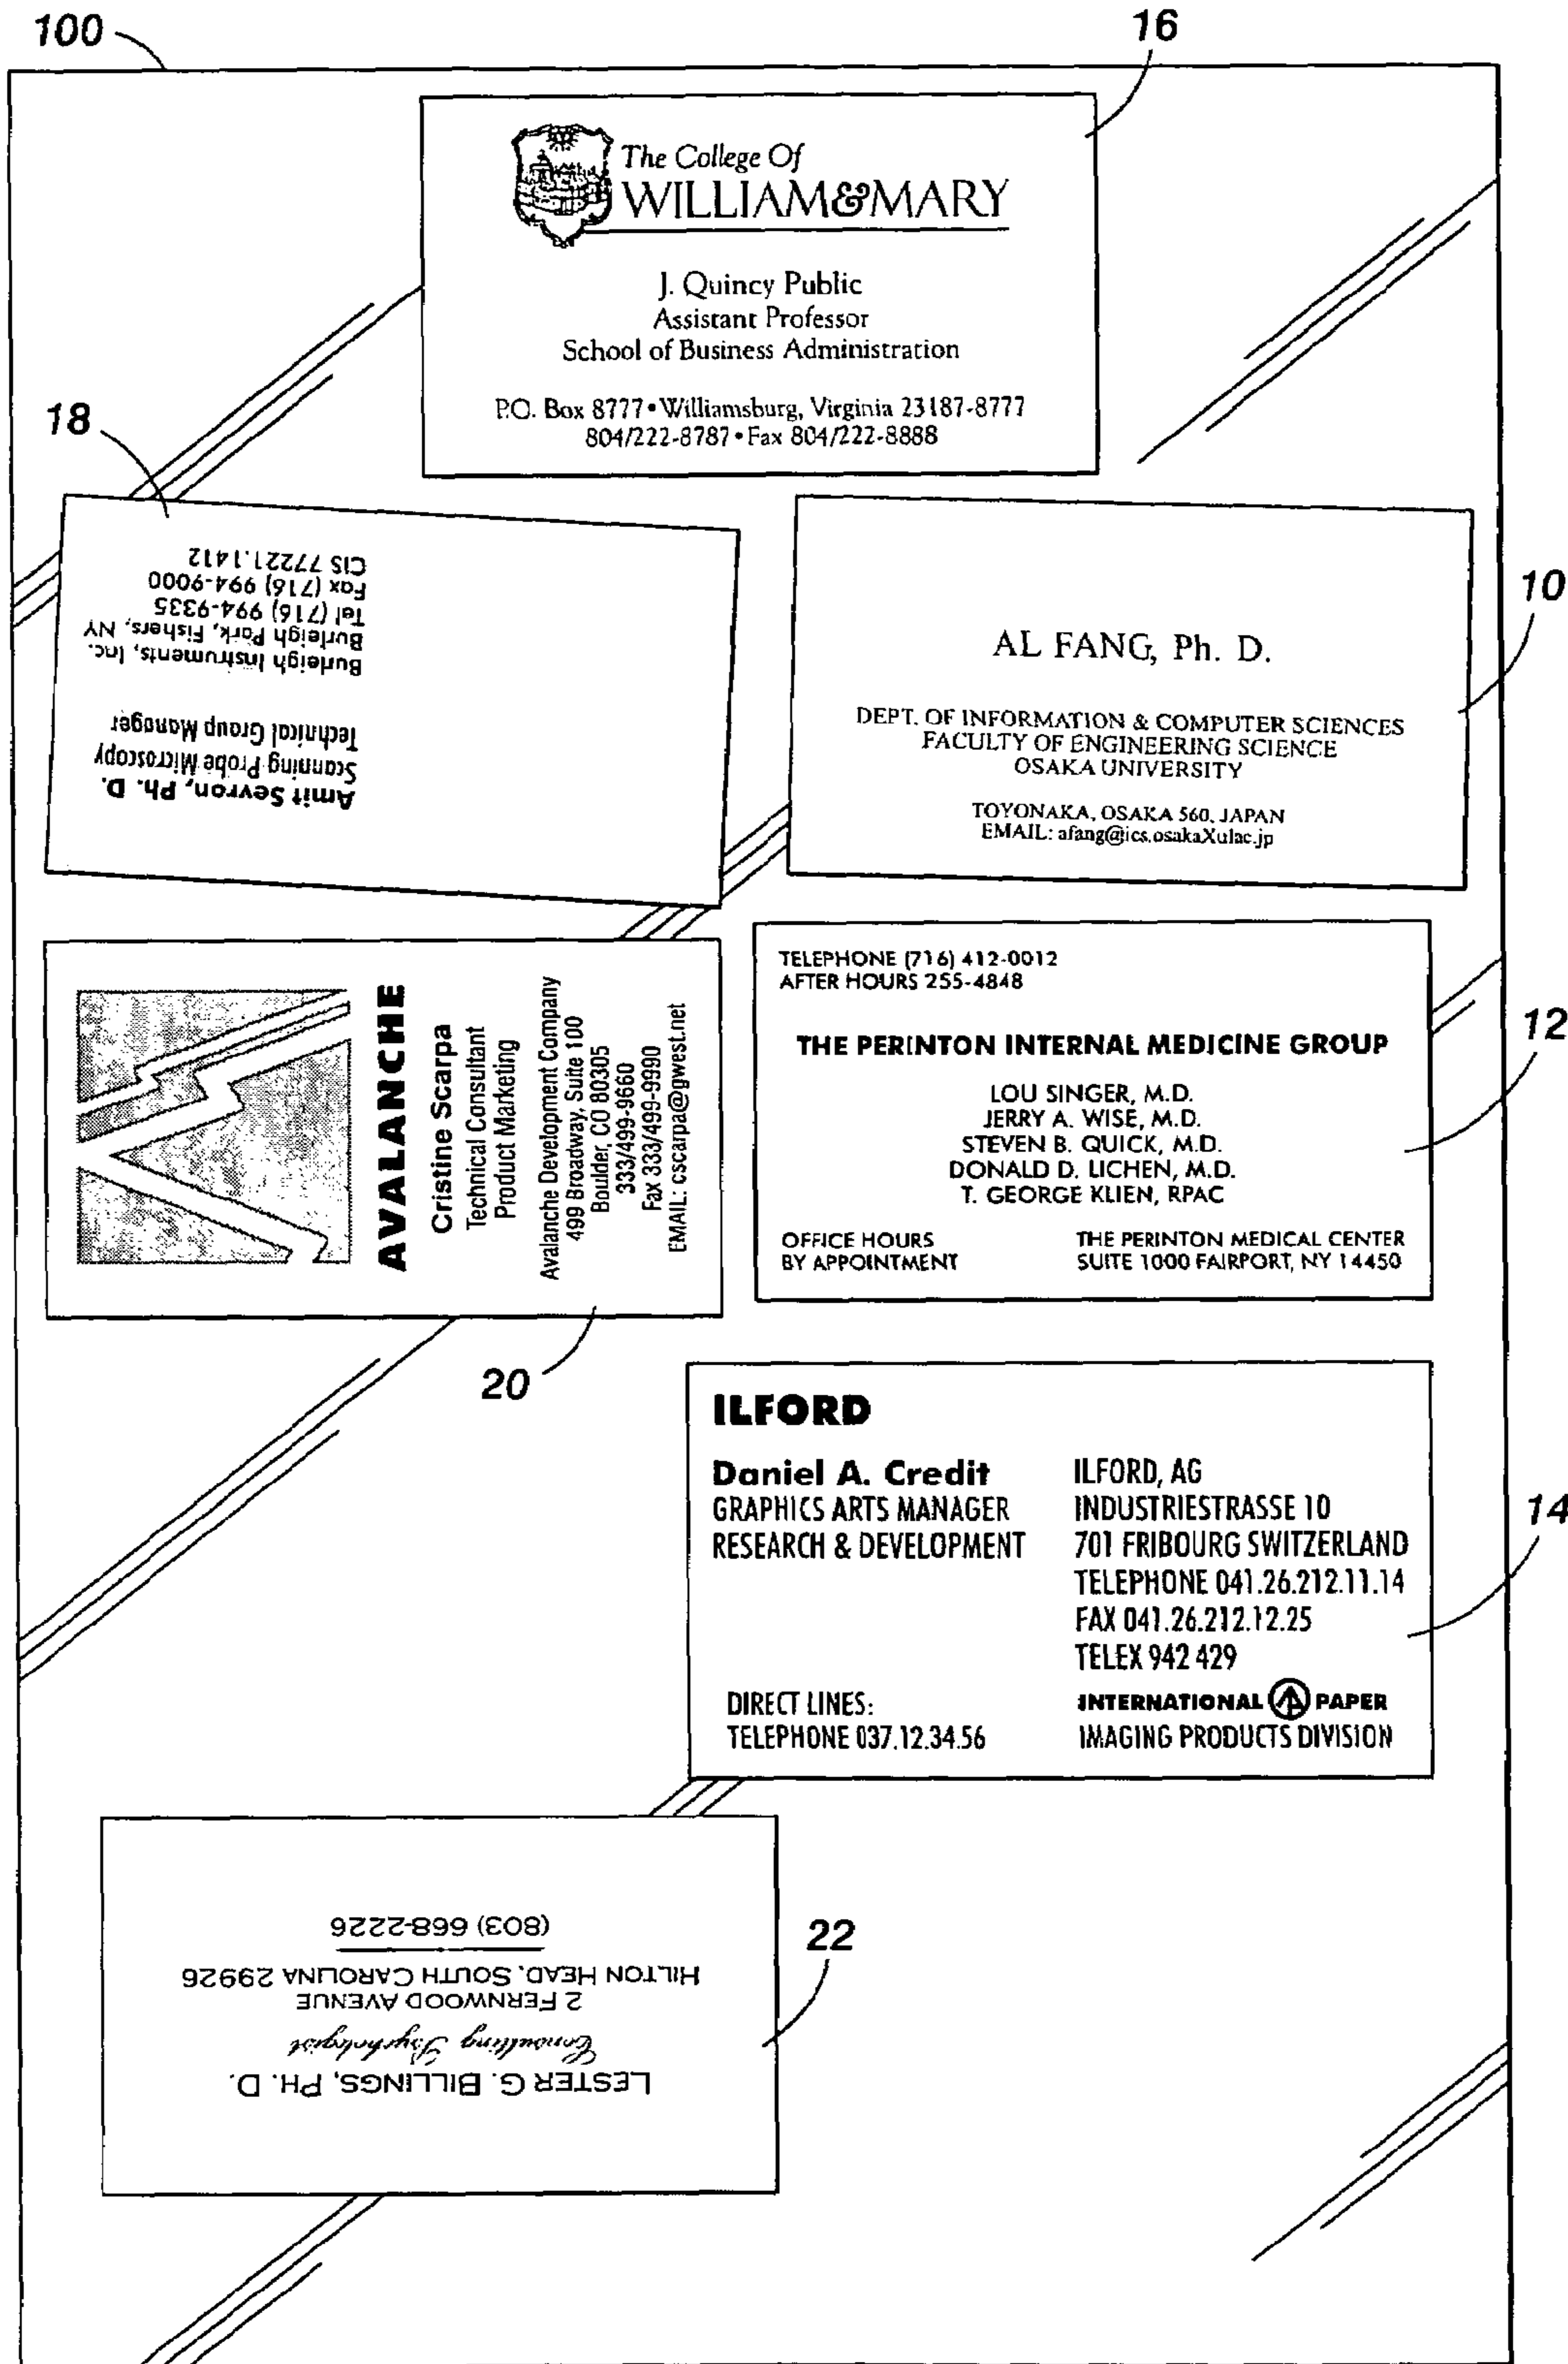 100
16
The College Of
WILLIAM&MARY
J. Quincy Public
Assistant Professor
School of Business Administration
P.O. Box 8777•Williamsburg, Virginia 23187-8777
804/222-8787•Fax 804/222-8888
18
Amit Sevron, Ph. D.
Scanning Probe Microscopy
Technical Group Manager
Burleigh Instruments, Inc.
Burleigh Park, Fishers, NY
Tel (716) 994-9335
Fax (716) 994-9000
CIS 77221.1412
10
AL FANG, Ph. D.
DEPT. OF INFORMATION & COMPUTER SCIENCES
FACULTY OF ENGINEERING SCIENCE
OSAKA UNIVERSITY
TOYONAKA, OSAKA 560, JAPAN
EMAIL: afang@ics.osakaXulac.jp
AVALANCHE
Cristine Scarpa
Technical Consultant
Product Marketing
Avalanche Development Company
499 Broadway, Suite 100
Boulder, CO 80305
333/499-9660
Fax 333/499-9990
EMAIL: cscarpa@gwest.net
20
TELEPHONE (716) 412-0012
AFTER HOURS 255-4848
THE PERINTON INTERNAL MEDICINE GROUP
LOU SINGER, M.D.
JERRY A. WISE, M.D.
STEVEN B. QUICK, M.D.
DONALD D. LICHEN, M.D.
T. GEORGE KLIEN, RPAC
OFFICE HOURS
BY APPOINTMENT
THE PERINTON MEDICAL CENTER
SUITE 1000 FAIRPORT, NY 14450
12
ILFORD
Daniel A. Credit
GRAPHICS ARTS MANAGER
RESEARCH & DEVELOPMENT
ILFORD, AG
INDUSTRIESTRASSE 10
701 FRIBOURG SWITZERLAND
TELEPHONE 041.26.212.11.14
FAX 041.26.212.12.25
TELEX 942 429
DIRECT LINES:
TELEPHONE 037.12.34.56
INTERNATIONAL PAPER
IMAGING PRODUCTS DIVISION
14
LESTER G. BILLINGS, PH. D.
Consulting Psychologist
2 FERNWOOD AVENUE
HILTON HEAD, SOUTH CAROLINA 29926
(803) 668-2226
22